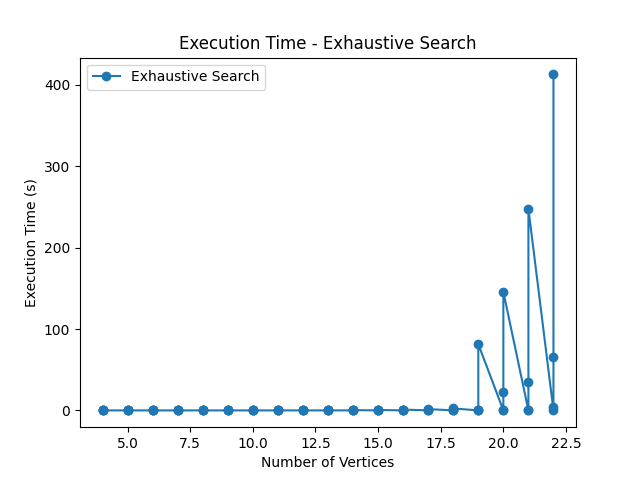 Execution Time - Exhaustive Search
Exhaustive Search
Execution Time (s)
400
300
200
100
0
5.0 7.5 10.0 12.5 15.0 17.5 20.0 22.5
Number of Vertices